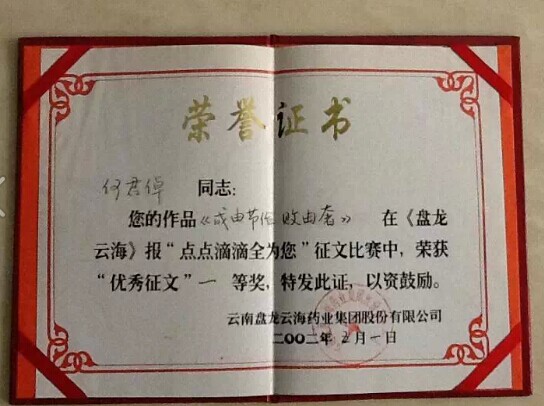 荣誉证书
何君倬 同志:
您的作品《成由节俭败由奢》在《盘龙
云海》报“点点滴滴全为您”征文比赛中,荣获
“优秀征文”一 等奖,特发此证,以资鼓励。
云南盘龙云海药业集团股份有限公司
二〇〇二年 2 月一日